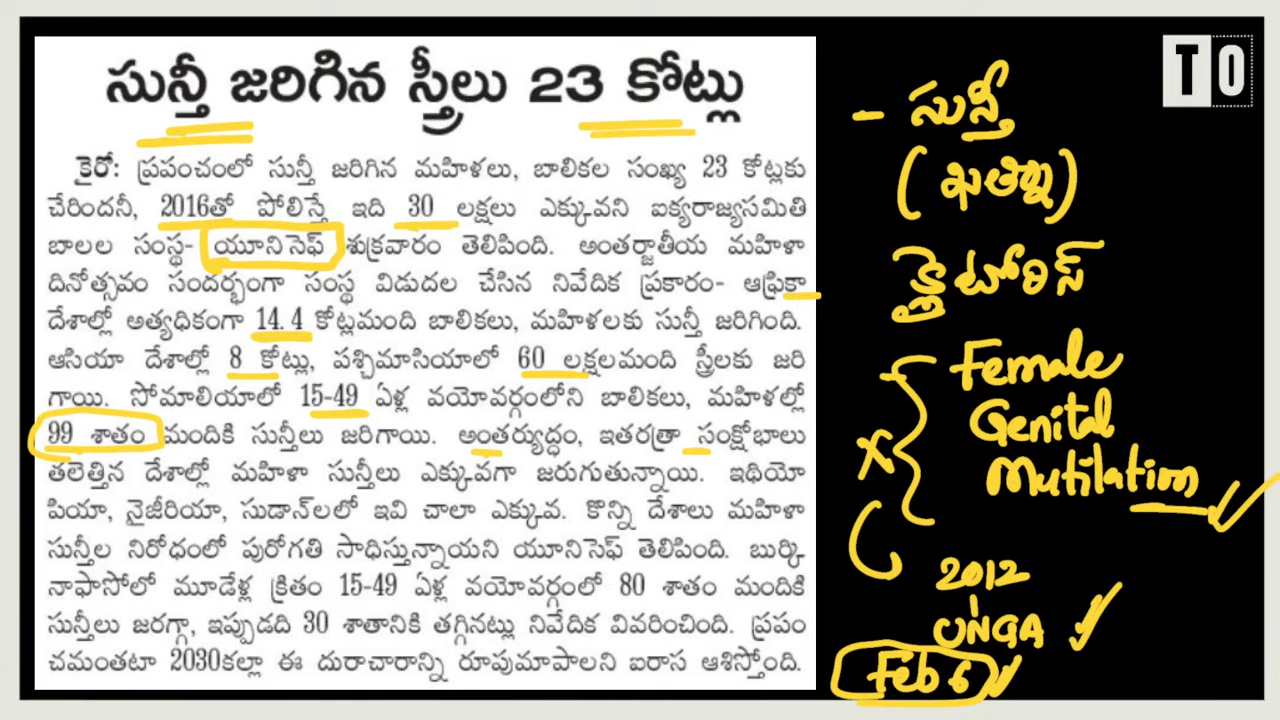 సున్తీ జరిగిన స్త్రీలు 23 కోట్లు
కైరో: ప్రపంచంలో సున్తీ జరిగిన మహిళలు, బాలికల సంఖ్య 23 కోట్లకు
చేరిందనీ, 2016తో పోలిస్తే ఇది 30 లక్షలు ఎక్కువని ఐక్యరాజ్యసమితి
బాలల సంస్థ- యూనిసెఫ్ శుక్రవారం తెలిపింది. అంతర్జాతీయ మహిళా
దినోత్సవం సందర్భంగా సంస్థ విడుదల చేసిన నివేదిక ప్రకారం- ఆఫ్రికా
దేశాల్లో అత్యధికంగా 14.4 కోట్లమంది బాలికలు, మహిళలకు సున్తీ జరిగింది.
ఆసియా దేశాల్లో 8 కోట్లు, పశ్చిమాసియాలో 60 లక్షలమంది స్త్రీలకు జరి
గాయి. సోమాలియాలో 15-49 ఏళ్ల వయోవర్గంలోని బాలికలు, మహిళల్లో
99 శాతం మందికి సున్తీలు జరిగాయి. అంతర్యుద్ధం, ఇతరత్రా సంక్షోభాలు
తలెత్తిన దేశాల్లో మహిళా సున్తీలు ఎక్కువగా జరుగుతున్నాయి. ఇథియో
పియా, నైజీరియా, సుడాన్‌లలో ఇవి చాలా ఎక్కువ. కొన్ని దేశాలు మహిళా
సున్తీల నిరోధంలో పురోగతి సాధిస్తున్నాయని యూనిసెఫ్ తెలిపింది. బుర్కి
నాఫాసోలో మూడేళ్ల క్రితం 15-49 ఏళ్ల వయోవర్గంలో 80 శాతం మందికి
సున్తీలు జరగ్గా, ఇప్పుడది 30 శాతానికి తగ్గినట్లు నివేదిక వివరించింది. ప్రపం
చమంతటా 2030కల్లా ఈ దురాచారాన్ని రూపుమాపాలని ఐరాస ఆశిస్తోంది.
TO
- సున్తీ
(ఖత్నా)
క్లైటోరిస్
Female
Genital
Mutilation
2012
UNGA
Feb 6